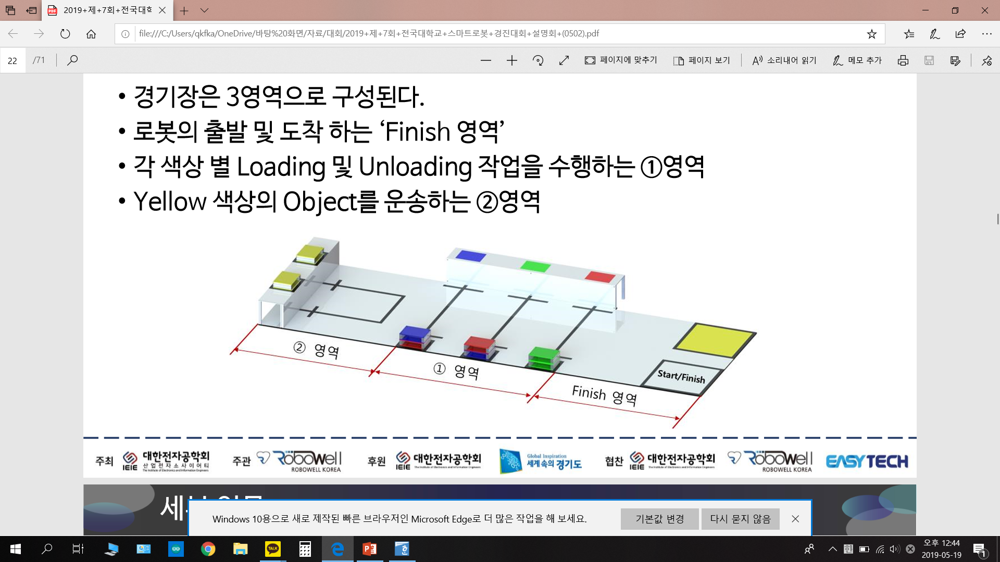 2019+제+7회+전국대학
file:///C:/Users/qkfka/OneDrive/바탕%20화면/자료/대회/2019+제+7회+전국대학교+스마트로봇+경진대회+설명회+(0502).pdf
22 /71 페이지에 맞추기 페이지 보기 소리내어 읽기 메모 추가
• 경기장은 3영역으로 구성된다.
• 로봇의 출발 및 도착 하는 ‘Finish 영역’
• 각 색상 별 Loading 및 Unloading 작업을 수행하는 ①영역
• Yellow 색상의 Object를 운송하는 ②영역
② 영역
① 영역
Finish 영역
Start/Finish
주최 IEIE 대한전자공학회 산업전자소사이어티 The Institute of Electronics and Information Engineers
주관 RoboWell ROBOWELL KOREA
후원 IEIE 대한전자공학회 The Institute of Electronics and Information Engineers
Global Inspiration 세계 속의 경기도
협찬 IEIE 대한전자공학회 The Institute of Electronics and Information Engineers
RoboWell ROBOWELL KOREA
EASYTECH
Windows 10용으로 새로 제작된 빠른 브라우저인 Microsoft Edge로 더 많은 작업을 해 보세요. 기본값 변경 다시 묻지 않음
TALK
한
오후 12:44
2019-05-19
1